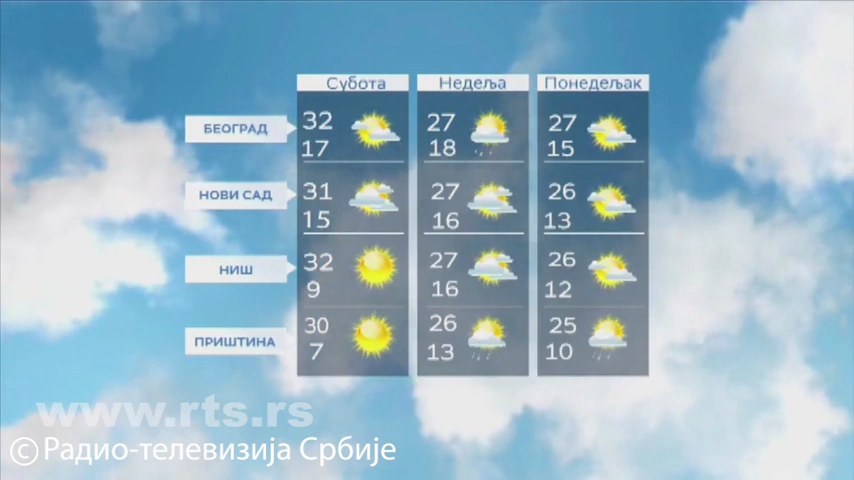 Субота Недеља Понедељак
БЕОГРАД 32 27 27
17 18 15
НОВИ САД 31 27 26
15 16 13
НИШ 32 27 26
9 16 12
ПРИШТИНА 30 26 25
7 13 10
www.rts.rs
©Радио-телевизија Србије